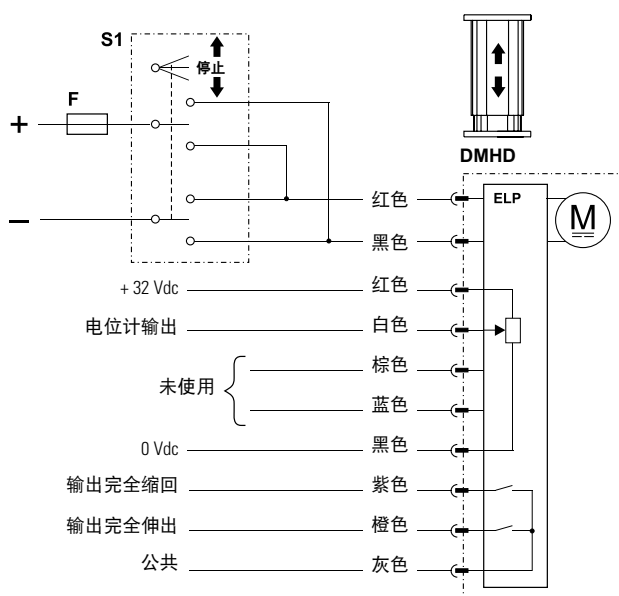 S1
停止
F
+
−
DMHD
ELP
M
红色
黑色
+ 32 Vdc 红色
电位计输出 白色
未使用
棕色
蓝色
0 Vdc 黑色
输出完全缩回 紫色
输出完全伸出 橙色
公共 灰色